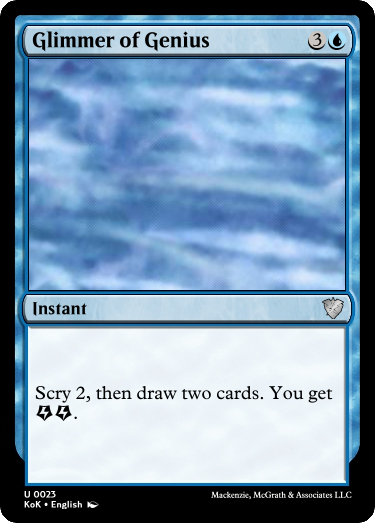 Glimmer of Genius 3
Instant
Scry 2, then draw two cards. You get
.
U 0023
KoK • English
Mackenzie, McGrath & Associates LLC